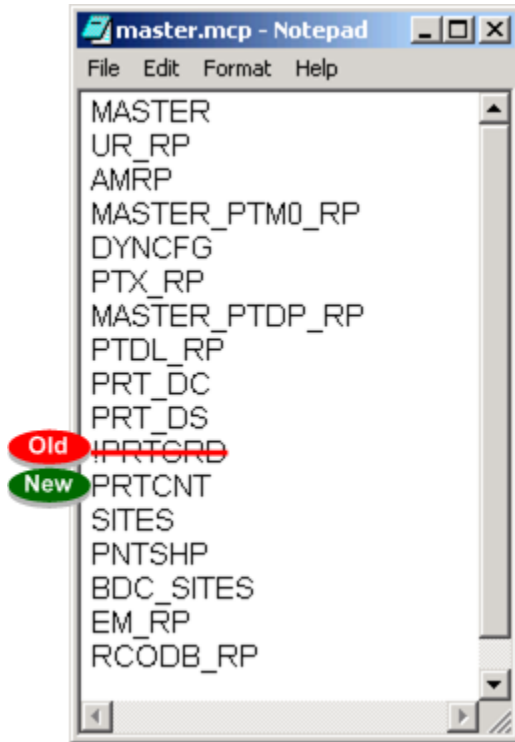 master.mcp - Notepad
File Edit Format Help
MASTER
UR_RP
AMRP
MASTER_PTM0_RP
DYNCFG
PTX_RP
MASTER_PTDP_RP
PTDL_RP
PRT_DC
PRT_DS
Old !PRTCRD
New PRTCNT
SITES
PNTSHP
BDC_SITES
EM_RP
RCODB_RP